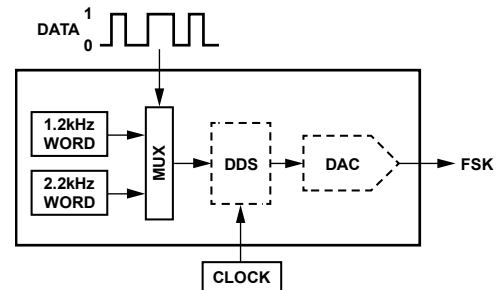 1
DATA
0
1.2kHz
WORD
2.2kHz
WORD
MUX
DDS
DAC
FSK
CLOCK